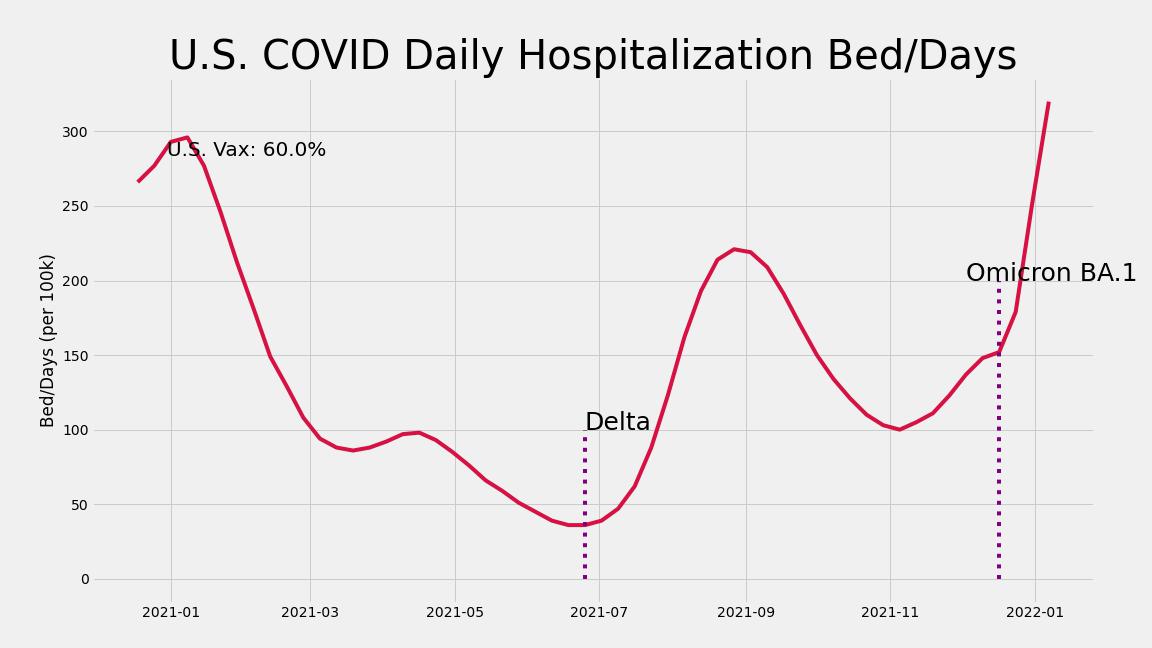 U.S. COVID Daily Hospitalization Bed/Days
300
U.S. Vax: 60.0%
250
Omicron BA.1
200
Bed/Days (per 100k)
150
Delta
100
50
0
2021-01 2021-03 2021-05 2021-07 2021-09 2021-11 2022-01